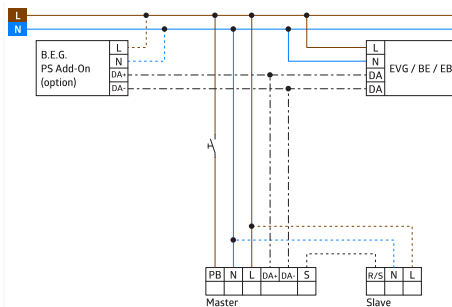 L
N
B.E.G.
PS Add-On
(option)
L
N
DA+
DA-
L
N
DA
DA
EVG / BE / EB
PB N L DA+ DA- S
Master
R/S N L
Slave